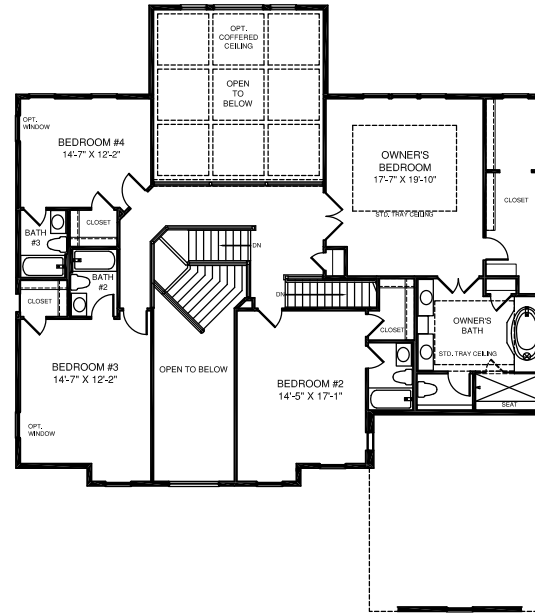 OPT.
COFFERED
CEILING
OPEN
TO
BELOW
OPT.
WINDOW
BEDROOM #4
14'-7" X 12'-2"
OWNER'S
BEDROOM
17'-7" X 19'-10"
STD. TRAY CEILING
CLOSET
CLOSET
BATH
#3
DN
BATH
#2
CLOSET
DN
CLOSET
OWNER'S
BATH
STD. TRAY CEILING
BEDROOM #3
14'-7" X 12'-2"
OPEN TO BELOW
BEDROOM #2
14'-5" X 17'-1"
SEAT
OPT.
WINDOW